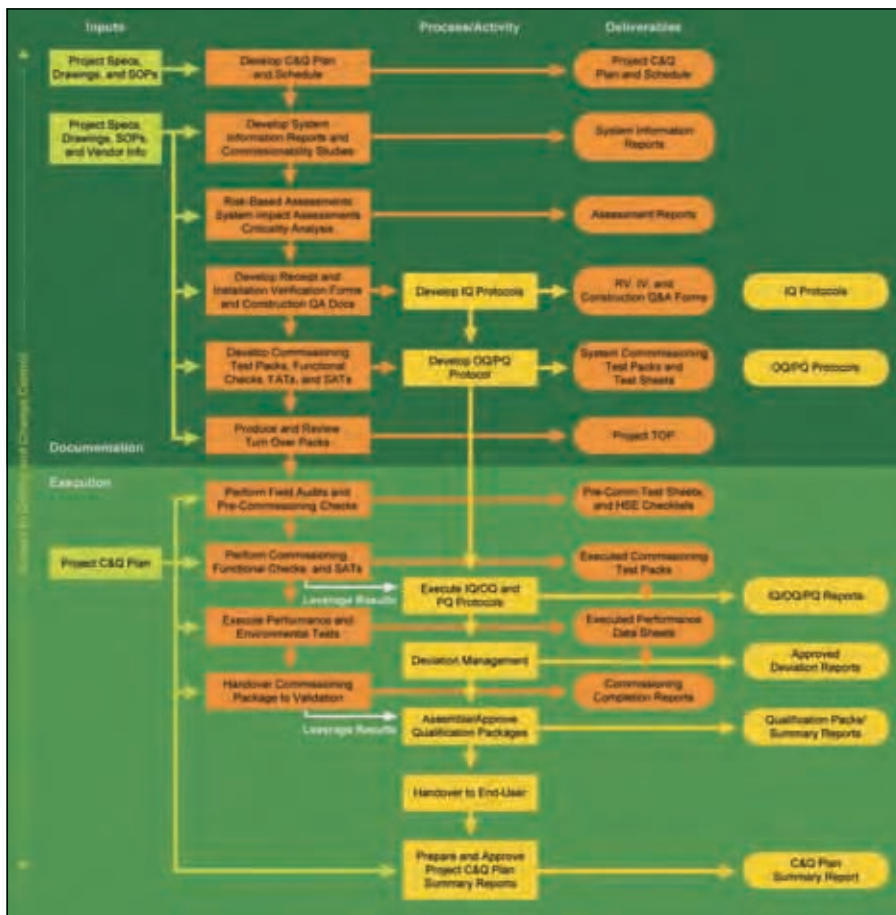 Inputs
Process/Activity
Deliverables
Project Specs,
Drawings, and SOPs
Develop C&Q Plan
and Schedule
Project C&Q
Plan and Schedule
Project Specs,
Drawings, SOPs,
and Vendor Info
Develop System
Information Reports and
Commissionability Studies
System Information
Reports
Risk-Based Assessments
System Impact Assessments
Criticality Analysis
Assessment Reports
Develop Receipt and
Installation Verification Forms
and Construction QA Docs
Develop IQ Protocols
RV, IV, and
Construction Q&A Forms
IQ Protocols
Develop Commissioning
Test Packs, Functional
Checks, FATs, and SATs
Develop OQ/PQ
Protocol
System Commissioning
Test Packs and
Test Sheets
OQ/PQ Protocols
Produce and Review
Turn Over Packs
Project TOP
Documentation
Execution
Perform Field Audits and
Pre-Commissioning Checks
Pre-Comm Test Sheets,
and HSE Checklists
Project C&Q Plan
Perform Commissioning
Functional Checks, and SATs
Executed Commissioning
Test Packs
Leverage Results
Execute IQ/OQ and
PQ Protocols
IQ/OQ/PQ Reports
Execute Performance and
Environmental Tests
Executed Performance
Data Sheets
Deviation Management
Approved
Deviation Reports
Handover Commissioning
Package to Validation
Commissioning
Completion Reports
Leverage Results
Assemble/Approve
Qualification Packages
Qualification Packs/
Summary Reports
Handover to End-User
Prepare and Approve
Project C&Q Plan
Summary Reports
C&Q Plan
Summary Report
and Change Control